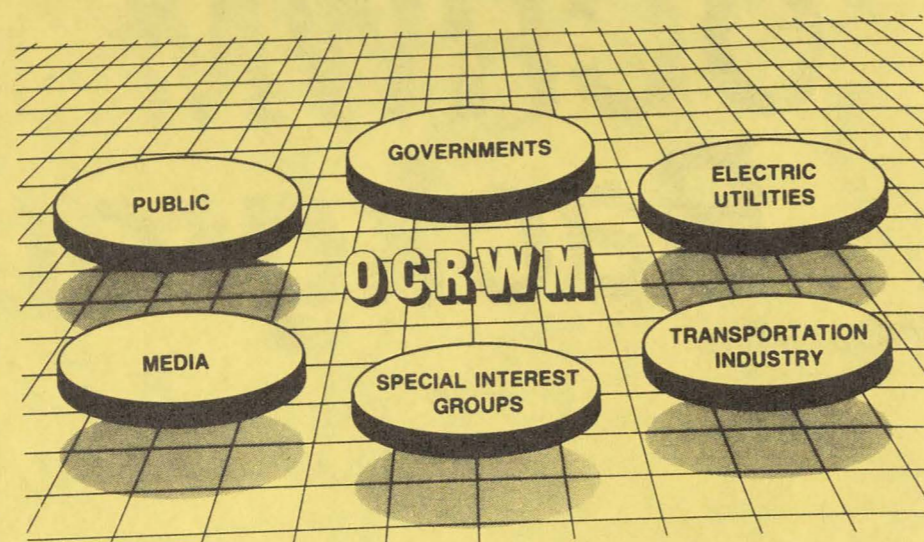 GOVERNMENTS
PUBLIC
ELECTRIC
UTILITIES
OCRWM
MEDIA
SPECIAL INTEREST
GROUPS
TRANSPORTATION
INDUSTRY